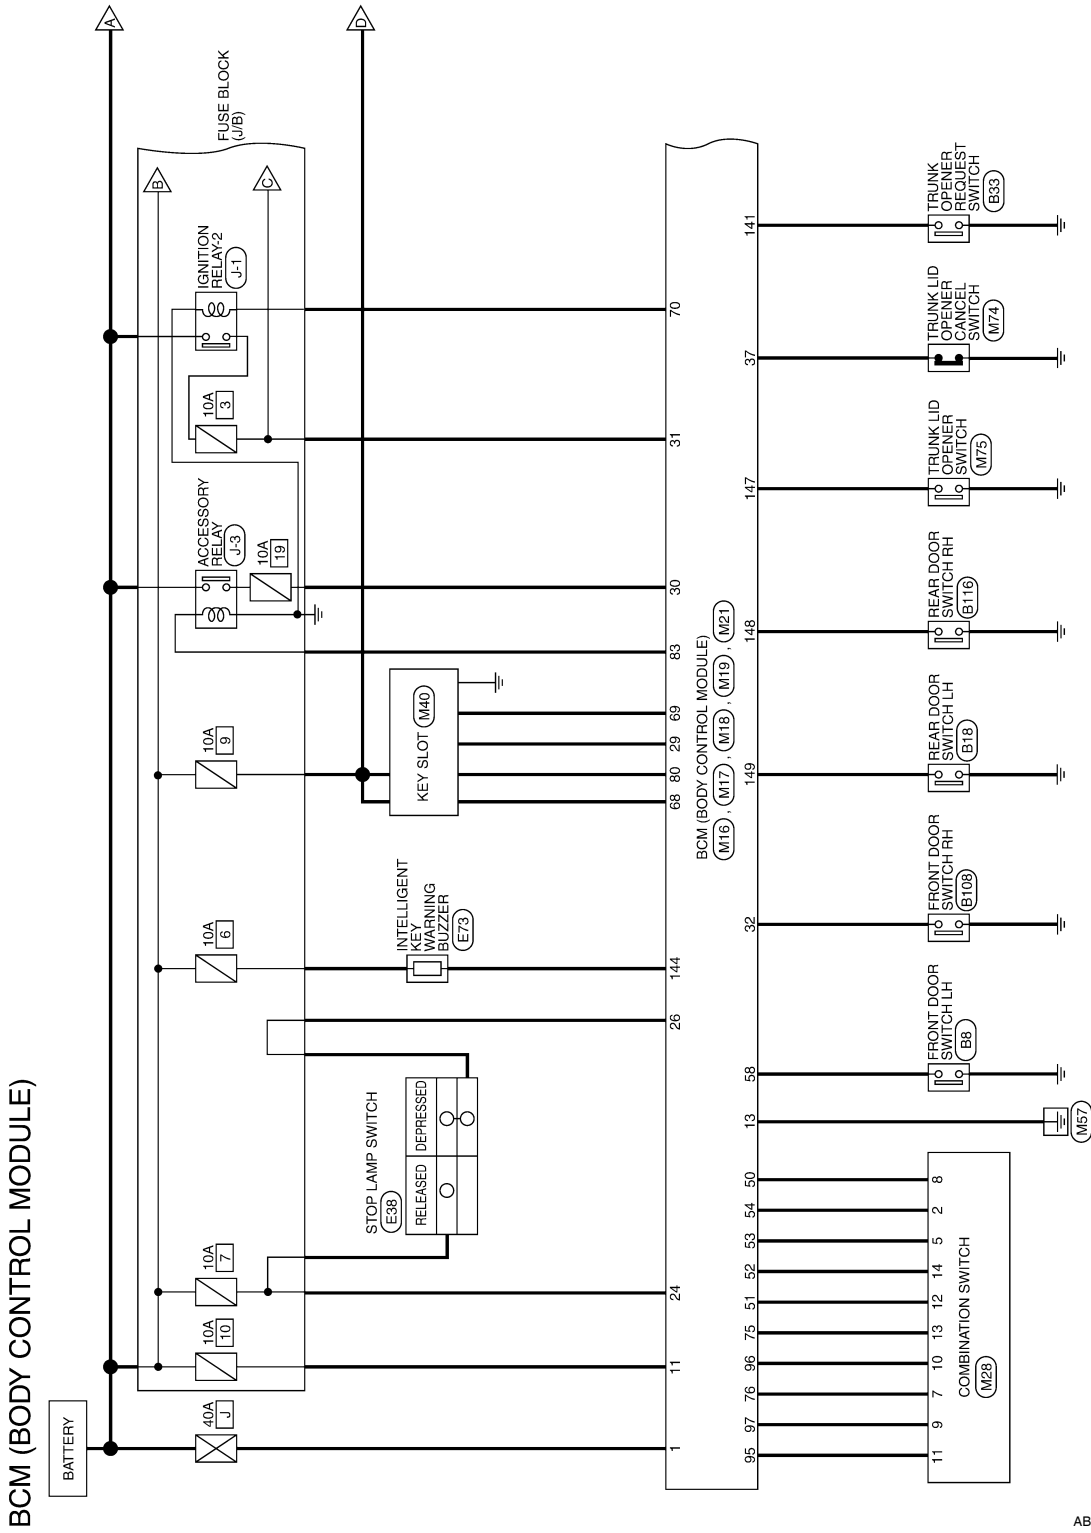 BCM (BODY CONTROL MODULE)
BATTERY
A
D
FUSE BLOCK
(J/B)
B
C
40A
J
10A
10
10A
7
10A
6
10A
9
ACCESSORY
RELAY
J-3
10A
19
10A
3
IGNITION
RELAY-2
J-1
STOP LAMP SWITCH
E38
RELEASED
DEPRESSED
INTELLIGENT
KEY
WARNING
BUZZER
E73
KEY SLOT
M40
1
11
24
26
144
68
80
29
69
83
30
31
70
BCM (BODY CONTROL MODULE)
M16 , M17 , M18 , M19 , M21
95
97
76
96
75
51
52
53
54
50
13
58
32
149
148
147
37
141
11
9
7
10
13
12
14
5
2
8
COMBINATION SWITCH
M28
M57
FRONT DOOR
SWITCH LH
B8
FRONT DOOR
SWITCH RH
B108
REAR DOOR
SWITCH LH
B18
REAR DOOR
SWITCH RH
B116
TRUNK LID
OPENER
SWITCH
M75
TRUNK LID
OPENER
CANCEL
SWITCH
M74
TRUNK
OPENER
REQUEST
SWITCH
B33
AB